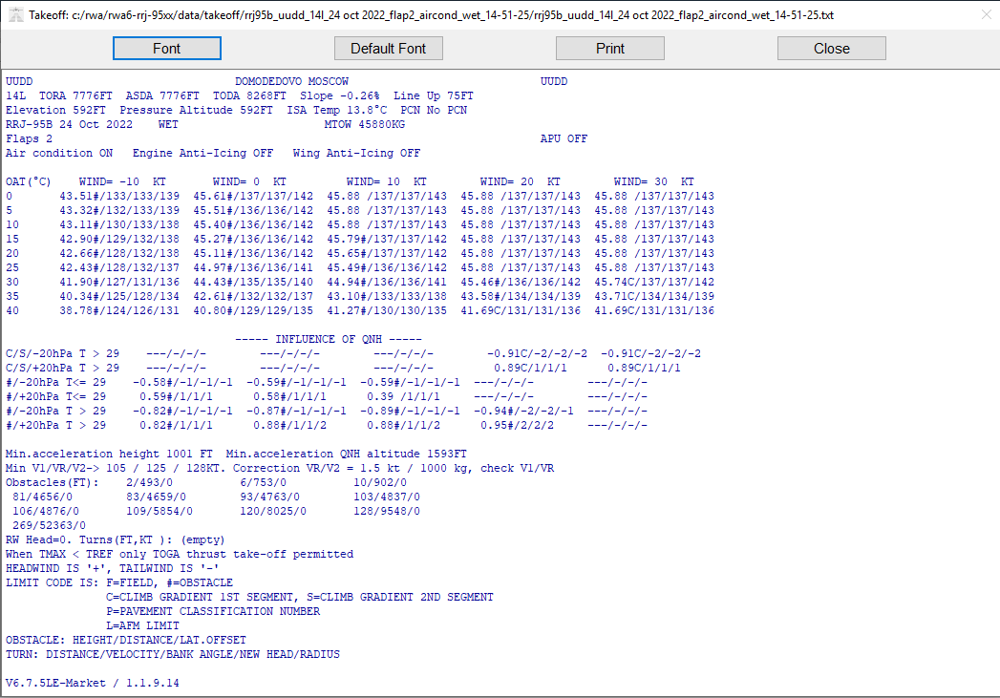 Takeoff: c:/rwa/rwa6-rrj-95xx/data/takeoff/rrj95b_uudd_14l_24 oct 2022_flap2_aircond_wet_14-51-25/rrj95b_uudd_14l_24 oct 2022_flap2_aircond_wet_14-51-25.txt
Font Default Font Print Close
UUDD DOMODEDOVO MOSCOW UUDD
14L TORA 7776FT ASDA 7776FT TODA 8268FT Slope -0.26% Line Up 75FT
Elevation 592FT Pressure Altitude 592FT ISA Temp 13.8°C PCN No PCN
RRJ-95B 24 Oct 2022 WET MTOW 45880KG
Flaps 2 APU OFF
Air condition ON Engine Anti-Icing OFF Wing Anti-Icing OFF
OAT(°C) WIND= -10 KT WIND= 0 KT WIND= 10 KT WIND= 20 KT WIND= 30 KT
0 43.51#/133/133/139 45.61#/137/137/142 45.88 /137/137/143 45.88 /137/137/143 45.88 /137/137/143
5 43.32#/132/133/139 45.51#/136/136/142 45.88 /137/137/143 45.88 /137/137/143 45.88 /137/137/143
10 43.11#/130/133/138 45.40#/136/136/142 45.88 /137/137/143 45.88 /137/137/143 45.88 /137/137/143
15 42.90#/129/132/138 45.27#/136/136/142 45.79#/137/137/142 45.88 /137/137/143 45.88 /137/137/143
20 42.66#/128/132/138 45.11#/136/136/142 45.65#/137/137/142 45.88 /137/137/143 45.88 /137/137/143
25 42.43#/128/132/137 44.97#/136/136/141 45.49#/136/136/142 45.88 /137/137/143 45.88 /137/137/143
30 41.90#/127/131/136 44.43#/135/135/140 44.94#/136/136/141 45.46#/136/136/142 45.74C/137/137/142
35 40.34#/125/128/134 42.61#/132/132/137 43.10#/133/133/138 43.58#/134/134/139 43.71C/134/134/139
40 38.78#/124/126/131 40.80#/129/129/135 41.27#/130/130/135 41.69C/131/131/136 41.69C/131/131/136
----- INFLUENCE OF QNH -----
C/S/-20hPa T > 29 ---/-/-/- ---/-/-/- ---/-/-/- -0.91C/-2/-2/-2 -0.91C/-2/-2/-2
C/S/+20hPa T > 29 ---/-/-/- ---/-/-/- ---/-/-/- 0.89C/1/1/1 0.89C/1/1/1
#/-20hPa T<= 29 -0.58#/-1/-1/-1 -0.59#/-1/-1/-1 -0.59#/-1/-1/-1 ---/-/-/- ---/-/-/-
#/+20hPa T<= 29 0.59#/1/1/1 0.58#/1/1/1 0.39 /1/1/1 ---/-/-/- ---/-/-/-
#/-20hPa T > 29 -0.82#/-1/-1/-1 -0.87#/-1/-1/-1 -0.89#/-1/-1/-1 -0.94#/-2/-2/-1 ---/-/-/-
#/+20hPa T > 29 0.82#/1/1/1 0.88#/1/1/2 0.88#/1/1/2 0.95#/2/2/2 ---/-/-/-
Min.acceleration height 1001 FT Min.acceleration QNH altitude 1593FT
Min V1/VR/V2-> 105 / 125 / 128KT. Correction VR/V2 = 1.5 kt / 1000 kg, check V1/VR
Obstacles(FT): 2/493/0 6/753/0 10/902/0
81/4656/0 83/4659/0 93/4763/0 103/4837/0
106/4876/0 109/5854/0 120/8025/0 128/9548/0
269/52363/0
RW Head=0. Turns(FT,KT ): (empty)
When TMAX < TREF only TOGA thrust take-off permitted
HEADWIND IS '+', TAILWIND IS '-'
LIMIT CODE IS: F=FIELD, #=OBSTACLE
C=CLIMB GRADIENT 1ST SEGMENT, S=CLIMB GRADIENT 2ND SEGMENT
P=PAVEMENT CLASSIFICATION NUMBER
L=AFM LIMIT
OBSTACLE: HEIGHT/DISTANCE/LAT.OFFSET
TURN: DISTANCE/VELOCITY/BANK ANGLE/NEW HEAD/RADIUS
V6.7.5LE-Market / 1.1.9.14